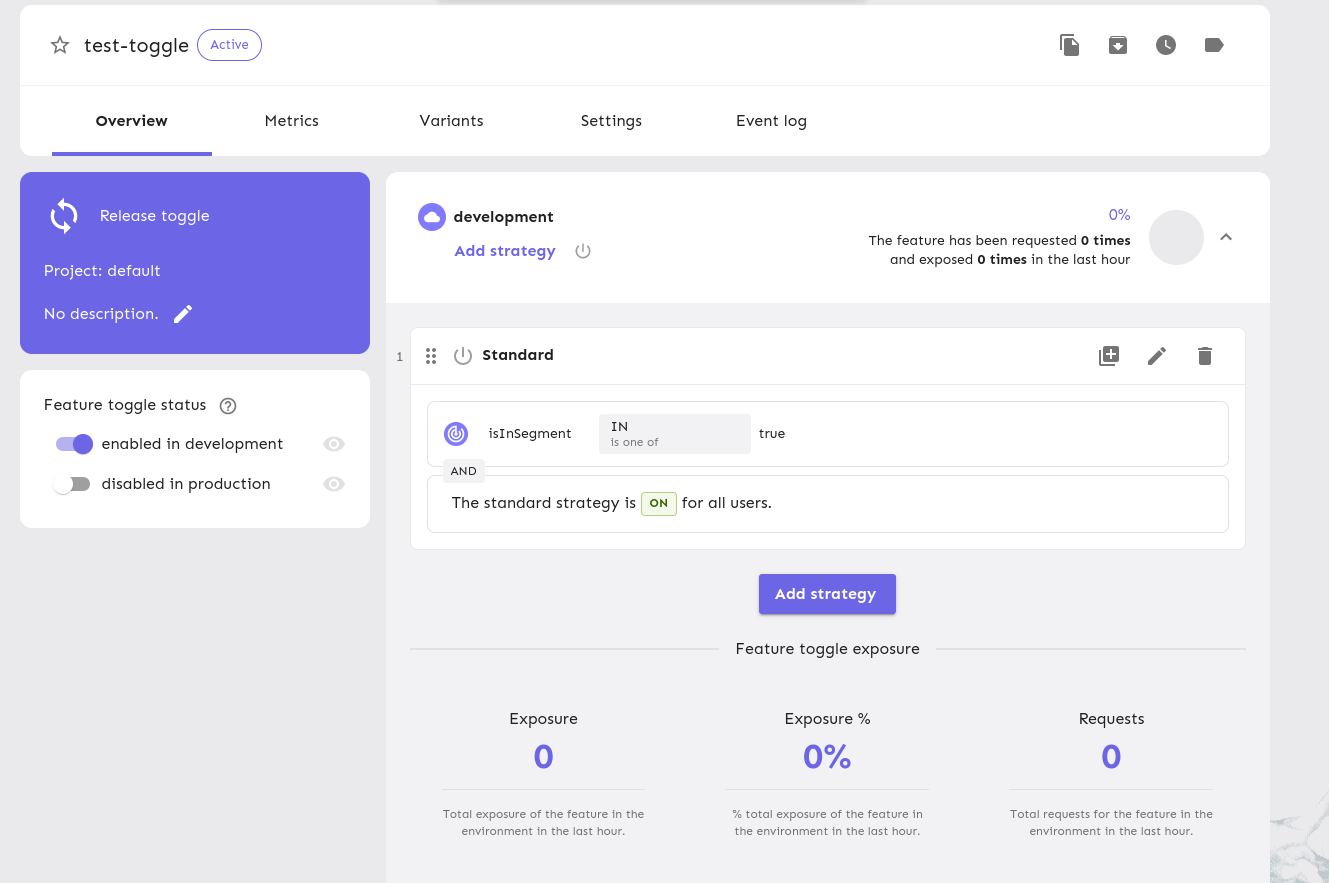 test-toggle Active
Overview Metrics Variants Settings Event log
Release toggle
Project: default
No description.
Feature toggle status
enabled in development
disabled in production
development
Add strategy
0%
The feature has been requested 0 times
and exposed 0 times in the last hour
1
Standard
isInSegment
IN
is one of
true
AND
The standard strategy is ON for all users.
Add strategy
Feature toggle exposure
Exposure
0
Total exposure of the feature in the
environment in the last hour.
Exposure %
0%
% total exposure of the feature in
the environment in the last hour.
Requests
0
Total requests for the feature in the
environment in the last hour.